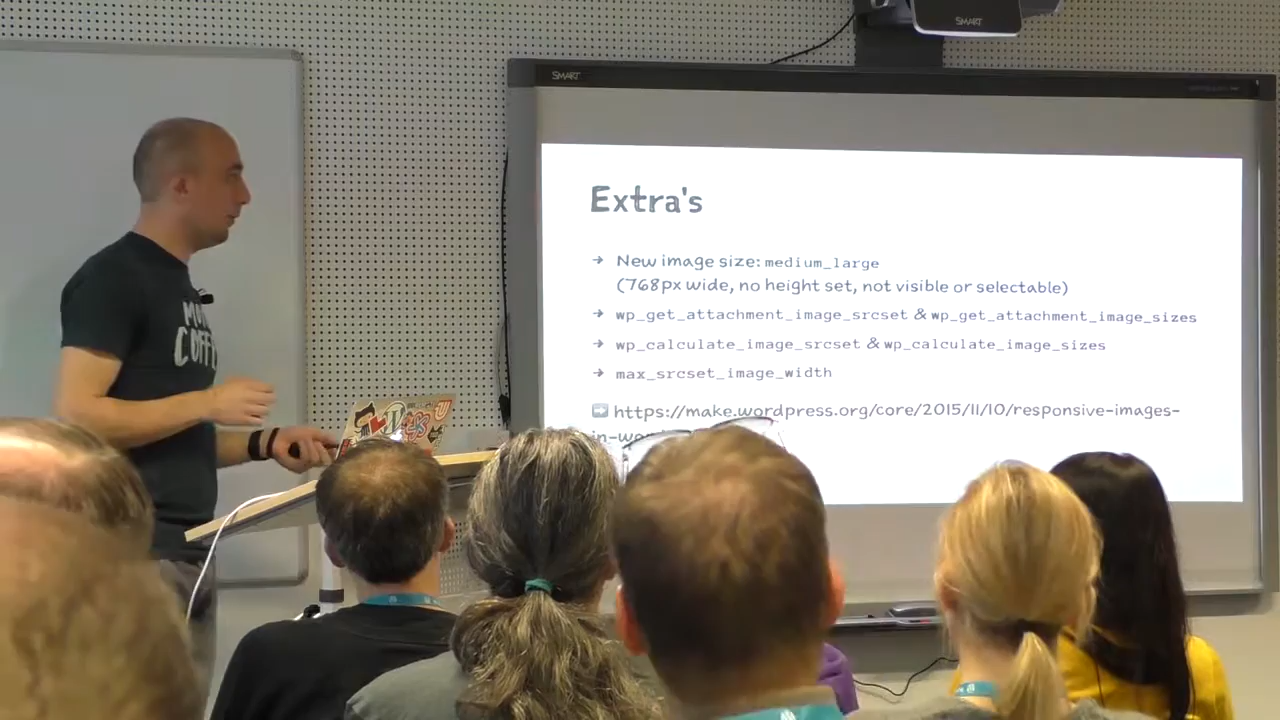 SMART
SMART
Extra's
→ New image size: medium_large
(768px wide, no height set, not visible or selectable)
→ wp_get_attachment_image_srcset & wp_get_attachment_image_sizes
→ wp_calculate_image_srcset & wp_calculate_image_sizes
→ max_srcset_image_width
➡ https://make.wordpress.org/core/2015/11/10/responsive-images-